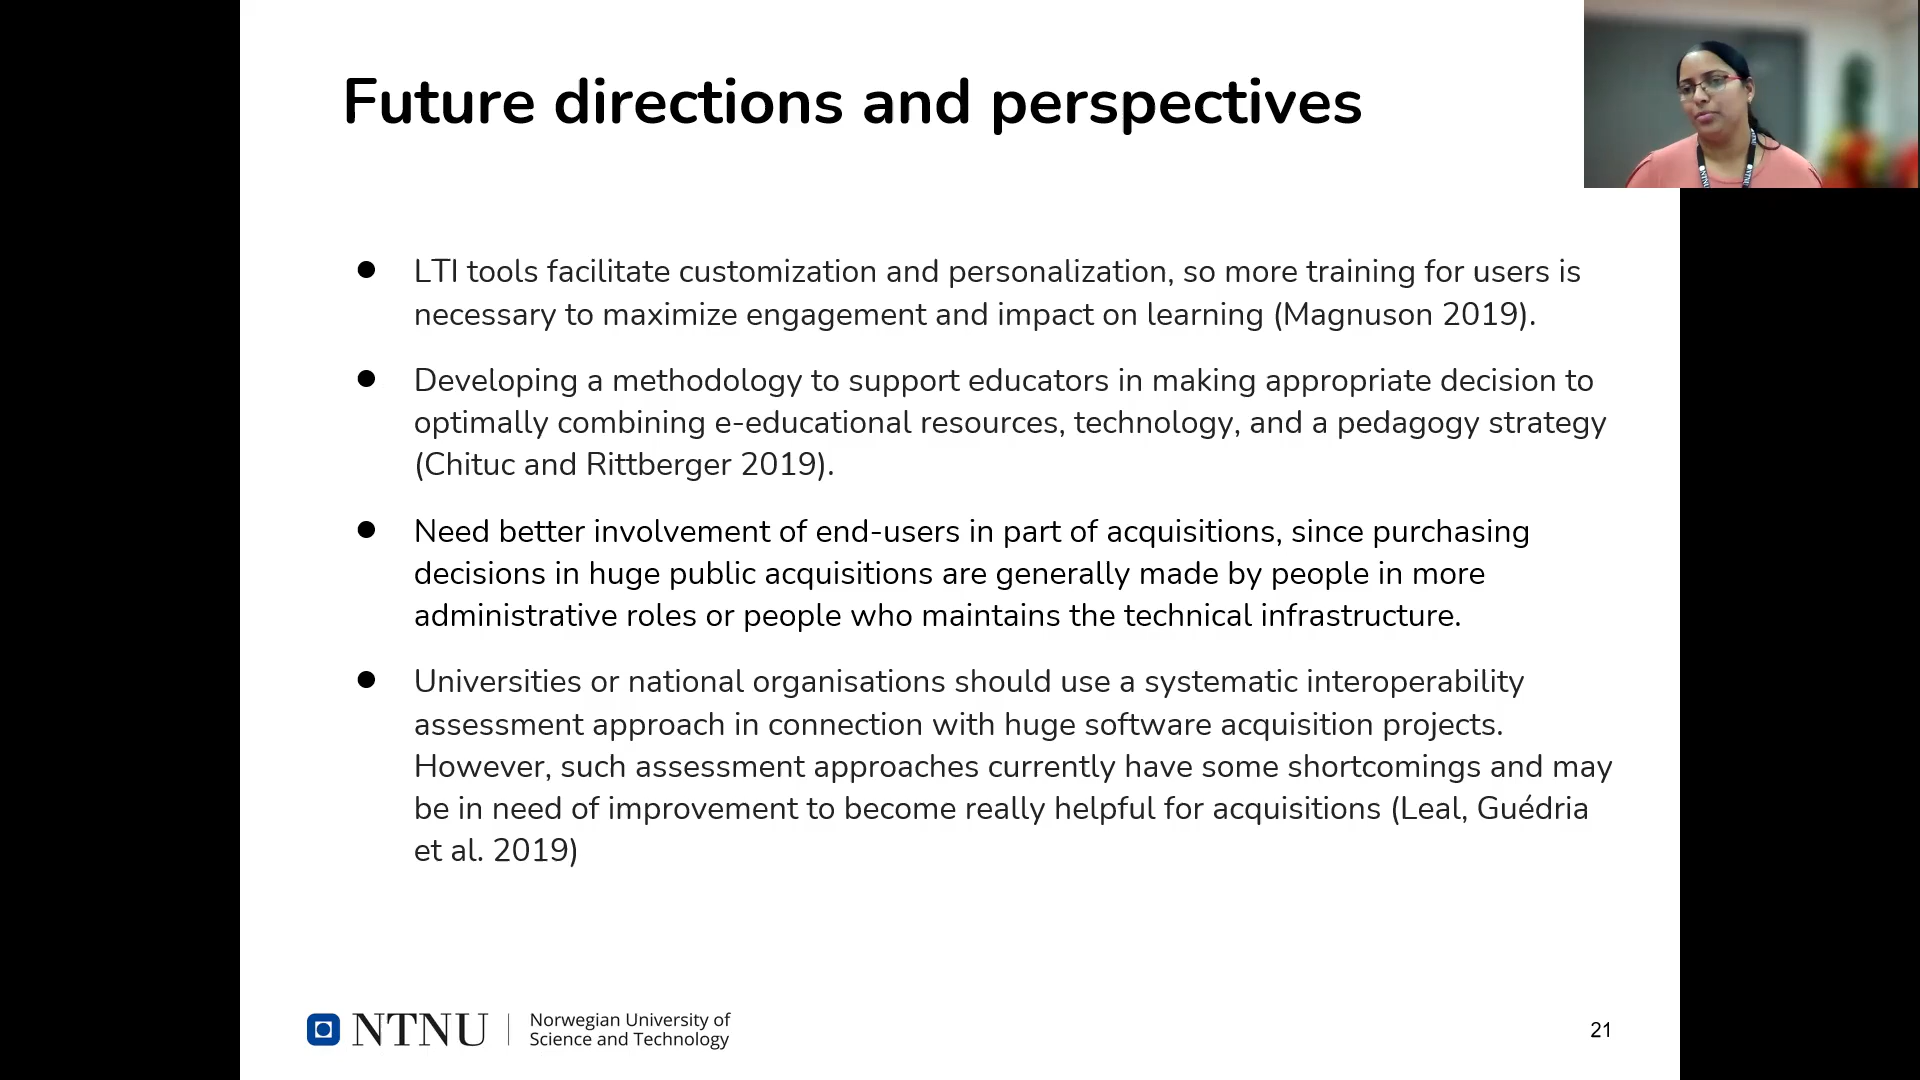 Future directions and perspectives
● LTI tools facilitate customization and personalization, so more training for users is
necessary to maximize engagement and impact on learning (Magnuson 2019).
● Developing a methodology to support educators in making appropriate decision to
optimally combining e-educational resources, technology, and a pedagogy strategy
(Chituc and Rittberger 2019).
● Need better involvement of end-users in part of acquisitions, since purchasing
decisions in huge public acquisitions are generally made by people in more
administrative roles or people who maintains the technical infrastructure.
● Universities or national organisations should use a systematic interoperability
assessment approach in connection with huge software acquisition projects.
However, such assessment approaches currently have some shortcomings and may
be in need of improvement to become really helpful for acquisitions (Leal, Guédria
et al. 2019)
NTNU
Norwegian University of
Science and Technology
21